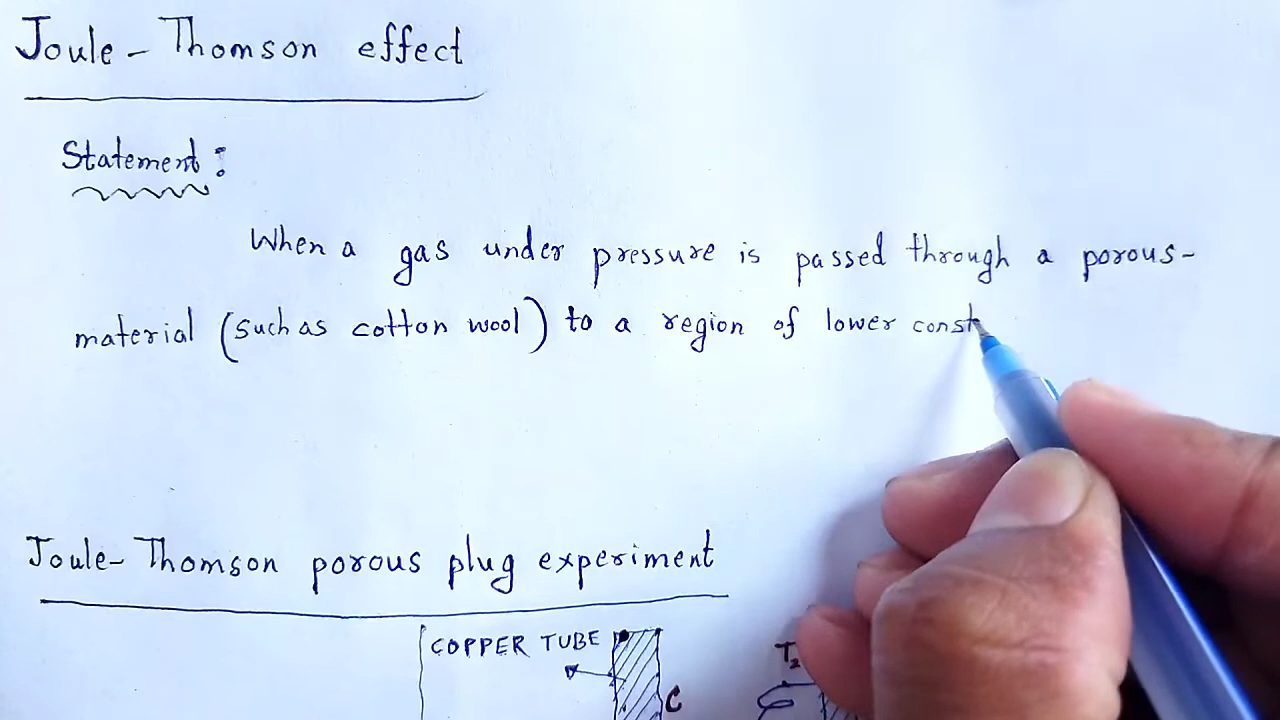 Joule-Thomson effect
Statement:
When a gas under pressure is passed through a porous-
material (such as cotton wool) to a region of lower const
Joule-Thomson porous plug experiment
COPPER TUBE
C
T₂